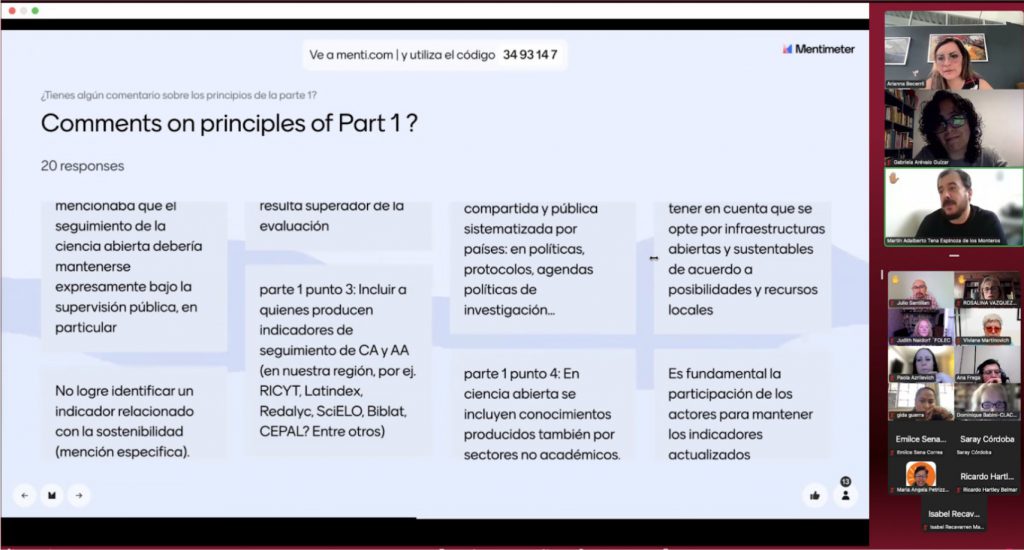 Ve a menti.com | y utiliza el código 34 93 14 7
Mentimeter
¿Tienes algún comentario sobre los principios de la parte 1?
Comments on principles of Part 1 ?
20 responses
mencionaba que el
seguimiento de la
ciencia abierta debería
mantenerse
expresamente bajo la
supervisión pública, en
particular
No logre identificar un
indicador relacionado
con la sostenibilidad
(mención especifica).
resulta superador de la
evaluación
parte 1 punto 3: Incluir a
quienes producen
indicadores de
seguimiento de CA y AA
(en nuestra región, por ej.
RICYT, Latindex,
Redalyc, SciELO, Biblat,
CEPAL? Entre otros)
compartida y pública
sistematizada por
países: en políticas,
protocolos, agendas
políticas de
investigación...
parte 1 punto 4: En
ciencia abierta se
incluyen conocimientos
producidos también por
sectores no académicos.
tener en cuenta que se
opte por infraestructuras
abiertas y sustentables
de acuerdo a
posibilidades y recursos
locales
Es fundamental la
participación de los
actores para mantener
los indicadores
actualizados
13
Arianna Becerril
Gabriela Arévalo Guízar
Martín Adalberto Tena Espinoza de los Monteros
Julio Santillán
ROSALINA VAZQUEZ...
Judith Naidorf ¨FOLEC
Viviana Martinovich
Paola Azrilevich
Ana Fraga
gide guerra
Dominique Babini-CLAC...
Emilce Sena...
Emilce Sena Correa
Saray Córdoba
Saray Córdoba
Maria Angela Petrizz...
Ricardo Hartl...
Ricardo Hartley Belmar
Isabel Recav...
Isabel Recavarren Ma...